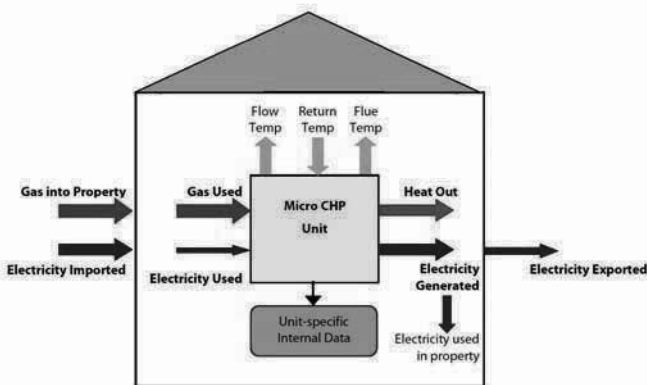 Flow
Temp
Return
Temp
Flue
Temp
Gas into Property
Gas Used
Micro CHP
Unit
Heat Out
Electricity Imported
Electricity Used
Electricity
Generated
Electricity Exported
Unit-specific
Internal Data
Electricity used
in property